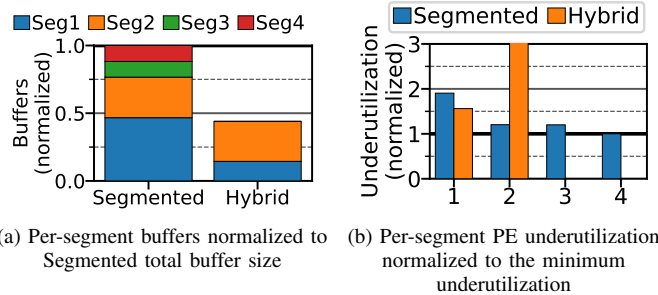 Seg1 Seg2 Seg3 Seg4
Segmented Hybrid
Buffers
(normalized)
1.0
0.5
0.0
Segmented Hybrid
Underutilization
(normalized)
3
2
1
0
1 2 3 4
a) Per-segment buffers normalized to
Segmented total buffer size
(b) Per-segment PE underutilization
normalized to the minimum
underutilization